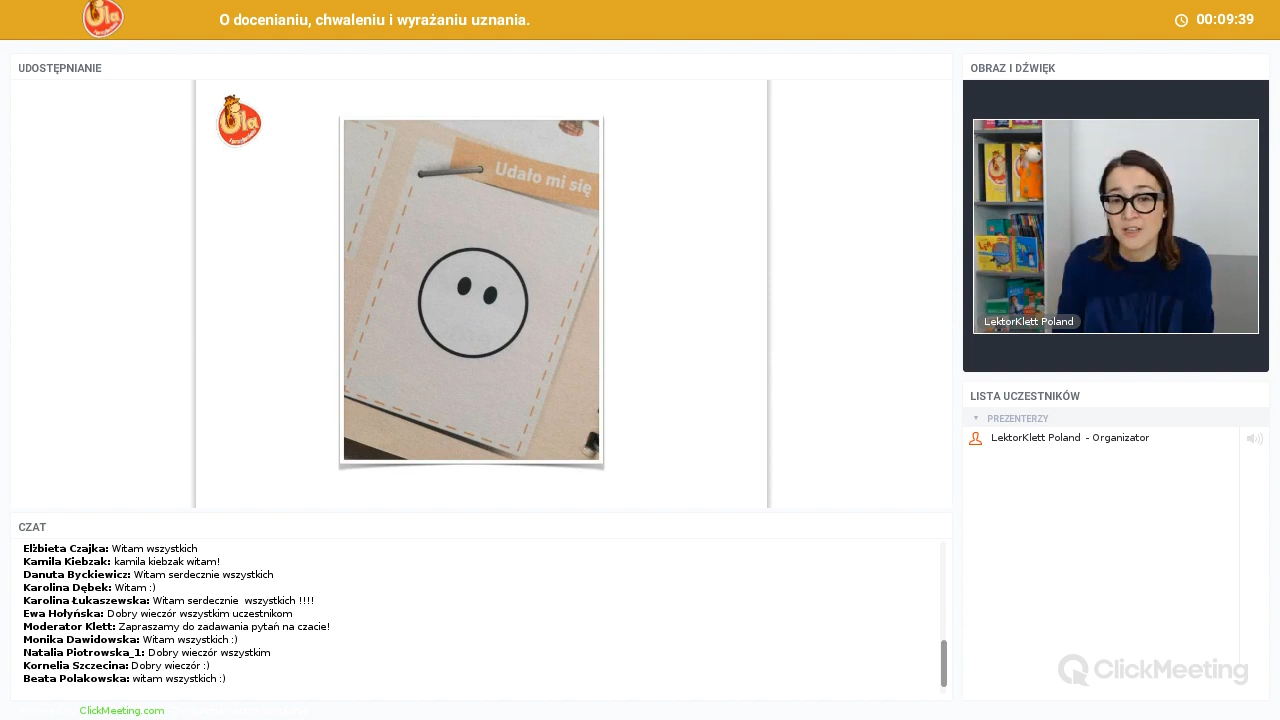 Ula
O docenianiu, chwaleniu i wyrażaniu uznania.
00:09:39
UDOSTĘPNIANIE
Ula
Udało mi się
OBRAZ I DŹWIĘK
LektorKlett Poland
LISTA UCZESTNIKÓW
PREZENTERZY
LektorKlett Poland - Organizator
CZAT
Elżbieta Czajka: Witam wszystkich
Kamila Kiebzak: kamila kiebzak witam!
Danuta Byckiewicz: Witam serdecznie wszystkich
Karolina Dębek: Witam :)
Karolina Łukaszewska: Witam serdecznie wszystkich !!!!
Ewa Hołyńska: Dobry wieczór wszystkim uczestnikom
Moderator Klett: Zapraszamy do zadawania pytań na czacie!
Monika Dawidowska: Witam wszystkich :)
Natalia Piotrowska_1: Dobry wieczór wszystkim
Kornelia Szczecina: Dobry wieczór :)
Beata Polakowska: witam wszystkich :)
ClickMeeting
ClickMeeting.com